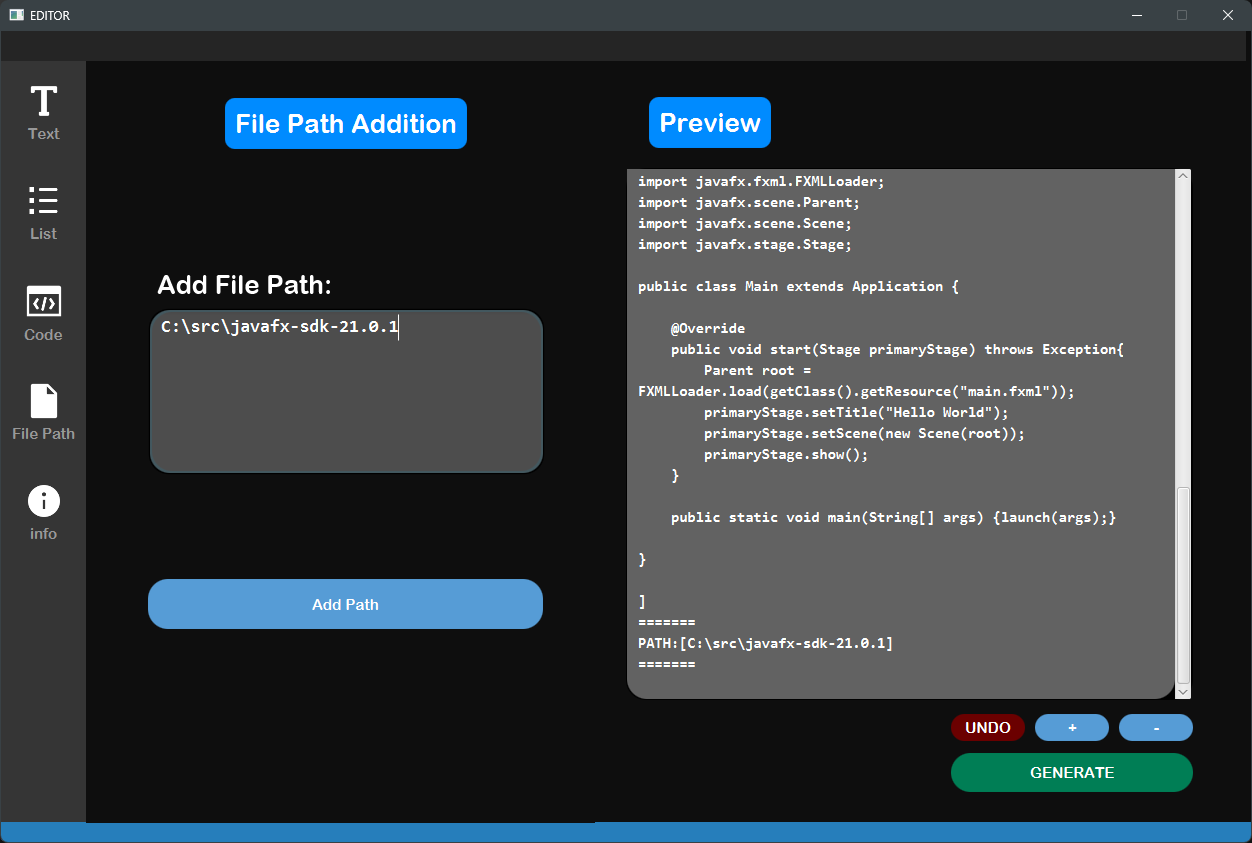 EDITOR
Text
List
Code
File Path
info
File Path Addition
Add File Path:
C:\src\javafx-sdk-21.0.1
Add Path
Preview
import javafx.fxml.FXMLLoader;
import javafx.scene.Parent;
import javafx.scene.Scene;
import javafx.stage.Stage;

public class Main extends Application {

    @Override
    public void start(Stage primaryStage) throws Exception{
        Parent root =
FXMLLoader.load(getClass().getResource("main.fxml"));
        primaryStage.setTitle("Hello World");
        primaryStage.setScene(new Scene(root));
        primaryStage.show();
    }

    public static void main(String[] args) {launch(args);}

}

]
=======
PATH:[C:\src\javafx-sdk-21.0.1]
=======
UNDO
+
-
GENERATE